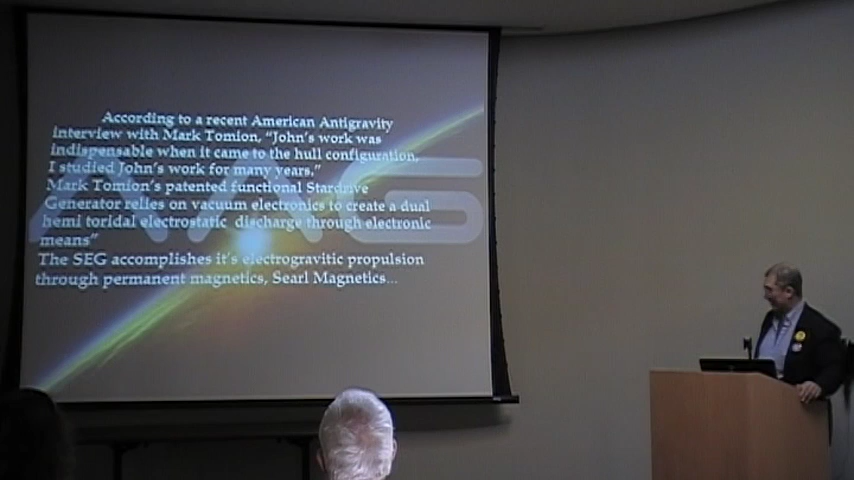 According to a recent American Antigravity
interview with Mark Tomion, "John's work was
indispensable when it came to the hull configuration.
I studied John's work for many years."
Mark Tomion's patented functional Stardrive
Generator relies on vacuum electronics to create a dual
hemi toridal electrostatic discharge through electronic
means"
The SEG accomplishes it's electrogravitic propulsion
through permanent magnetics, Searl Magnetics...